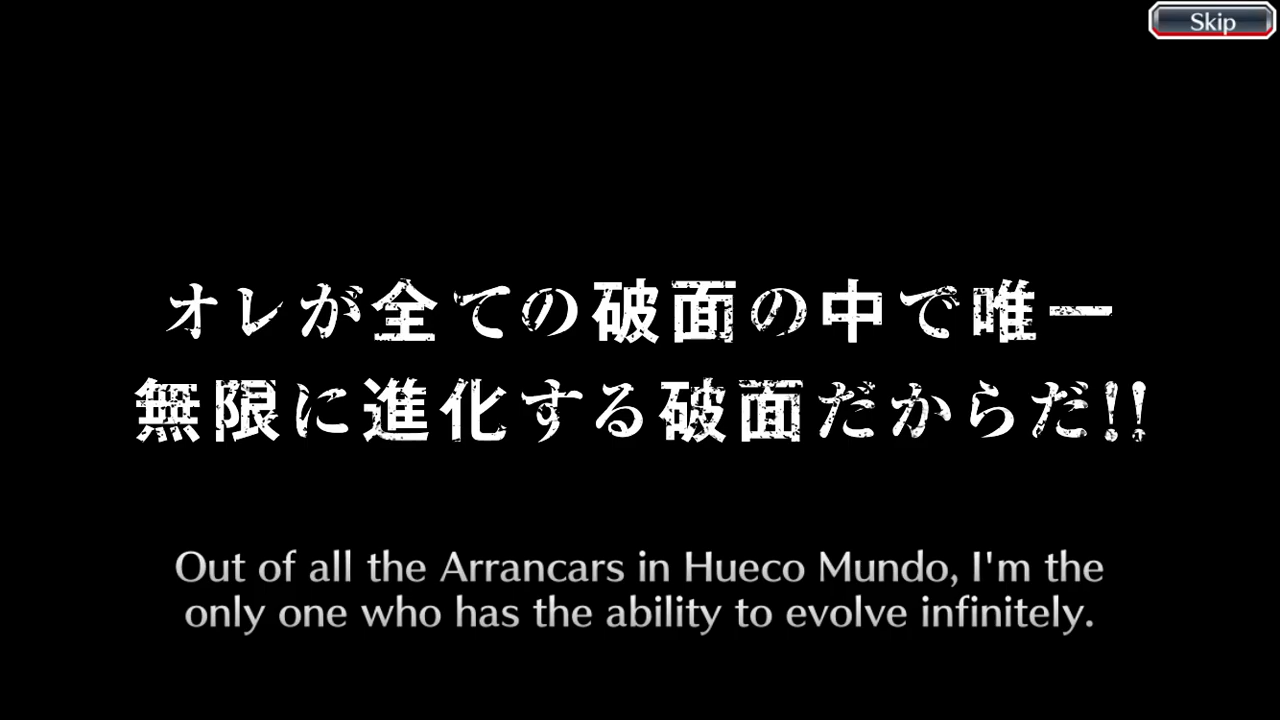 Skip
オレが全ての破面の中で唯一
無限に進化する破面だからだ!!
Out of all the Arrancars in Hueco Mundo, I'm the
only one who has the ability to evolve infinitely.